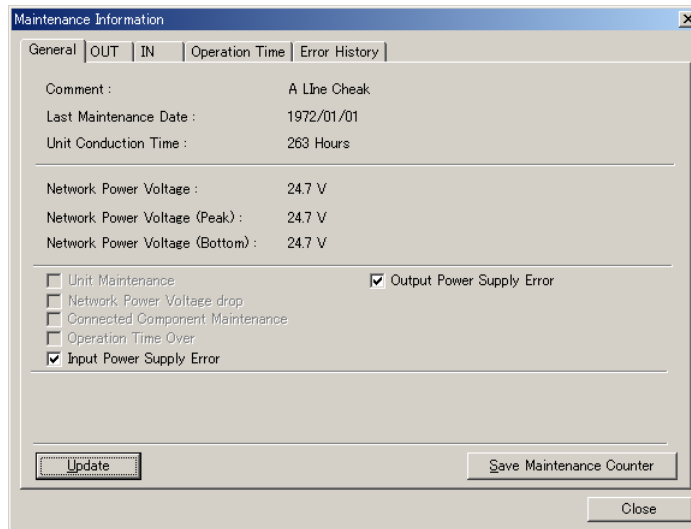 Maintenance Information
General OUT IN Operation Time Error History
Comment : A LIne Cheak
Last Maintenance Date : 1972/01/01
Unit Conduction Time : 263 Hours
Network Power Voltage : 24.7 V
Network Power Voltage (Peak) : 24.7 V
Network Power Voltage (Bottom) : 24.7 V
Unit Maintenance Output Power Supply Error
Network Power Voltage drop
Connected Component Maintenance
Operation Time Over
Input Power Supply Error
Update Save Maintenance Counter
Close